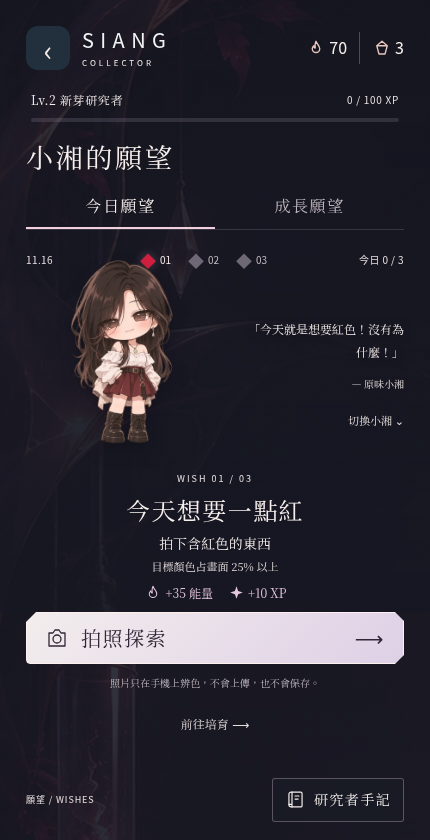 ‹
SIANG
COLLECTOR
70
3
Lv.2 新芽研究者
0 / 100 XP
小湘的願望
今日願望
成長願望
11.16
01
02
03
今日 0 / 3
「今天就是想要紅色！沒有為
什麼！」
— 原味小湘
切換小湘 ⌄
WISH 01 / 03
今天想要一點紅
拍下含紅色的東西
目標顏色占畫面 25% 以上
+35 能量
+10 XP
拍照探索 ⟶
照片只在手機上辨色，不會上傳，也不會保存。
前往培育 ⟶
願望 / WISHES
研究者手記